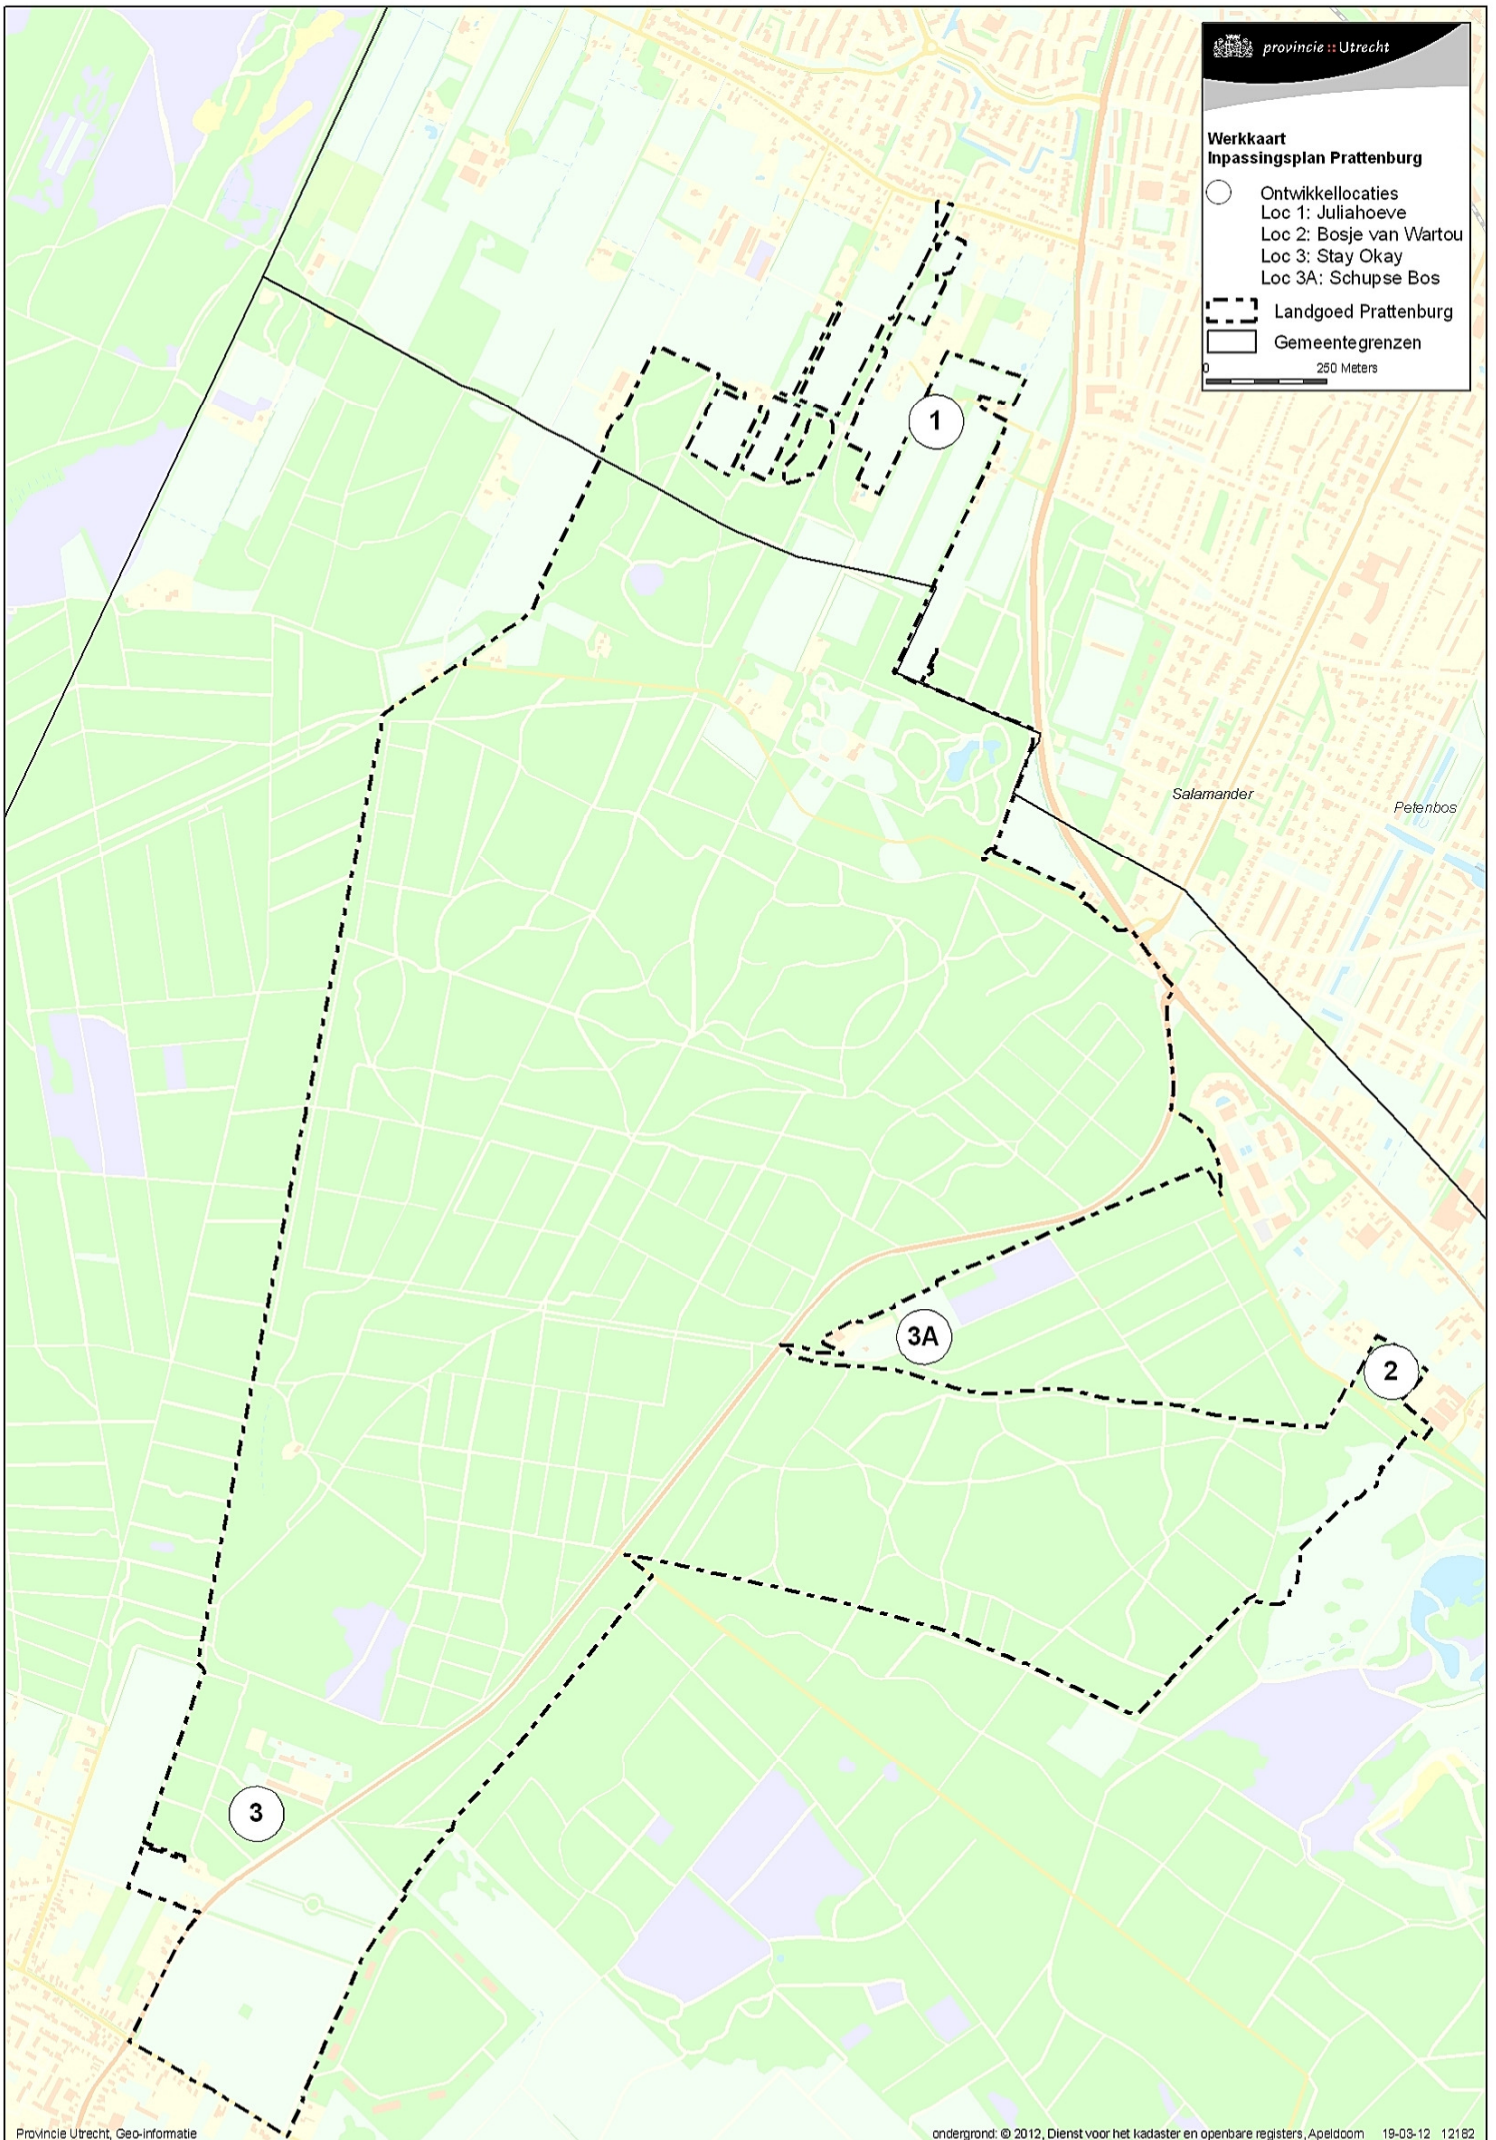 provincie :: Utrecht
Werkkaart
Inpassingsplan Prattenburg
Ontwikkellocaties
Loc 1: Juliahoeve
Loc 2: Bosje van Wartou
Loc 3: Stay Okay
Loc 3A: Schupse Bos
Landgoed Prattenburg
Gemeentegrenzen
0 250 Meters
1
Salamander
Petenbos
3A
2
3
Provincie Utrecht, Geo-informatie
ondergrond: © 2012, Dienst voor het kadaster en openbare registers, Apeldoorn 19-03-12 12182